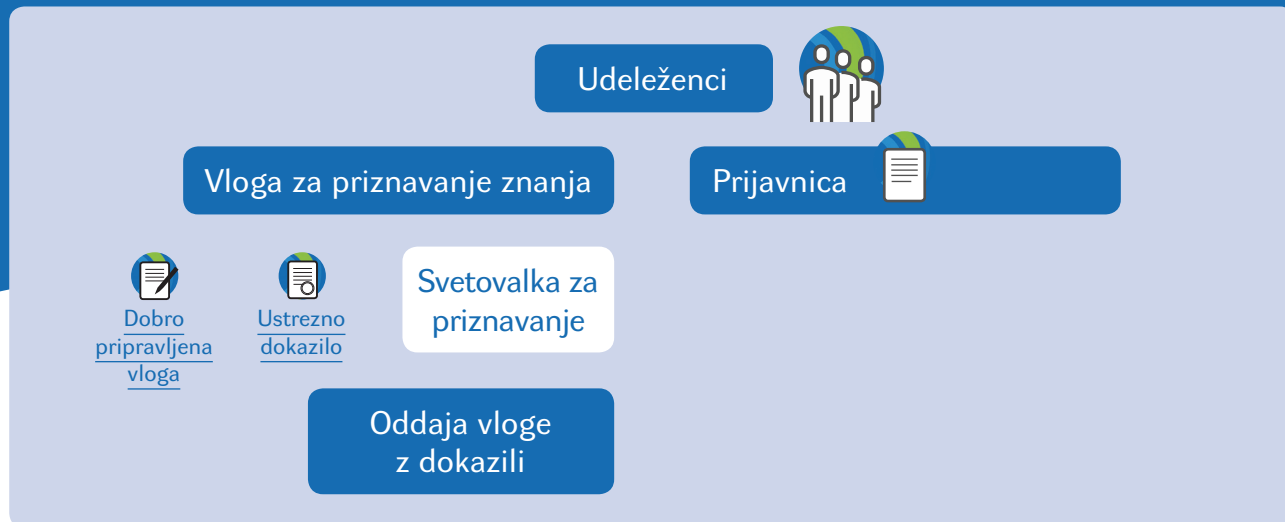 Udeleženci
Vloga za priznavanje znanja
Prijavnica
Dobro
pripravljena
vloga
Ustrezno
dokazilo
Svetovalka za
priznavanje
Oddaja vloge
z dokazili